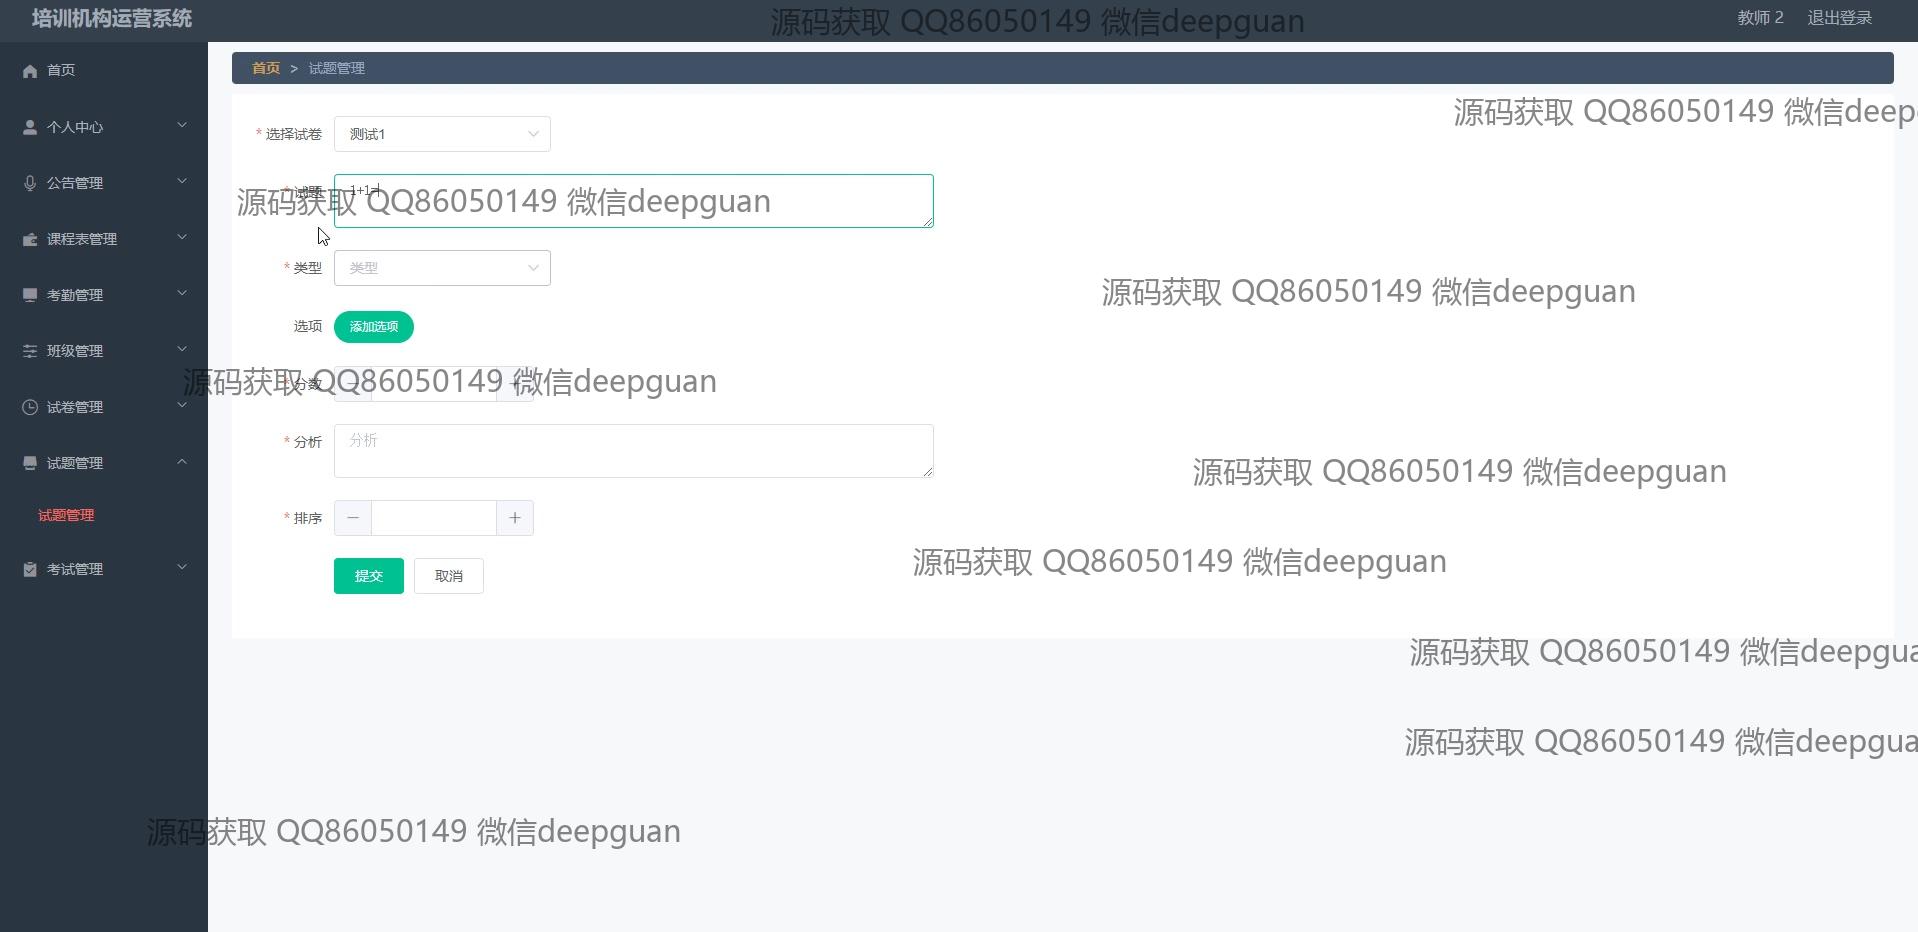 培训机构运营系统
源码获取 QQ86050149 微信deepguan
教师 2 退出登录
首页
个人中心
公告管理
课程表管理
考勤管理
班级管理
试卷管理
试题管理
试题管理
考试管理
首页 > 试题管理
源码获取 QQ86050149 微信deep
* 选择试卷 测试1
* 试题 1+1=
源码获取 QQ86050149 微信deepguan
* 类型 类型
源码获取 QQ86050149 微信deepguan
选项 添加选项
* 分数
源码获取 QQ86050149 微信deepguan
* 分析 分析
源码获取 QQ86050149 微信deepguan
* 排序
源码获取 QQ86050149 微信deepguan
提交 取消
源码获取 QQ86050149 微信deepgua
源码获取 QQ86050149 微信deepgua
源码获取 QQ86050149 微信deepguan